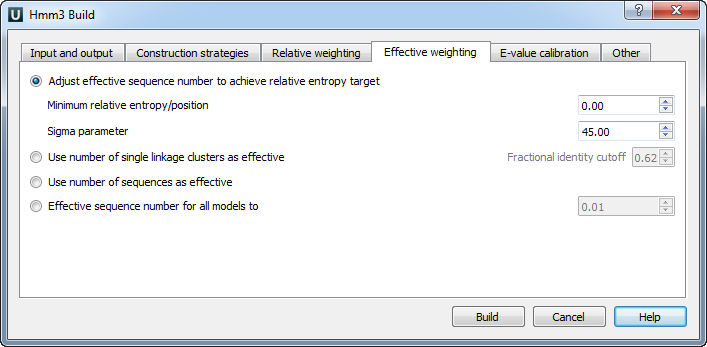 U Hmm3 Build ?
Input and output Construction strategies Relative weighting Effective weighting E-value calibration Other
Adjust effective sequence number to achieve relative entropy target
Minimum relative entropy/position 0.00
Sigma parameter 45.00
Use number of single linkage clusters as effective Fractional identity cutoff 0.62
Use number of sequences as effective
Effective sequence number for all models to 0.01
Build Cancel Help